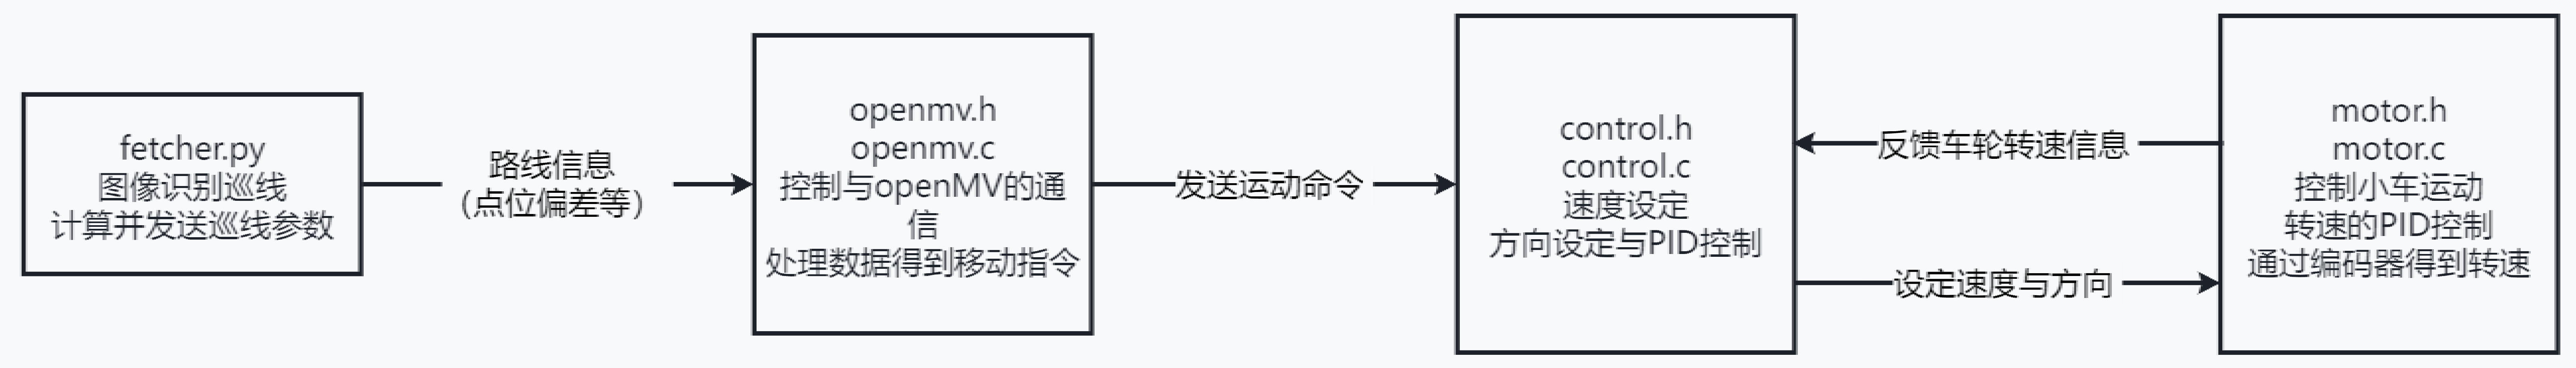 fetcher.py
图像识别巡线
计算并发送巡线参数
路线信息
（点位偏差等）
openmv.h
openmv.c
控制与openMV的通
信
处理数据得到移动指令
发送运动命令
control.h
control.c
速度设定
方向设定与PID控制
反馈车轮转速信息
设定速度与方向
motor.h
motor.c
控制小车运动
转速的PID控制
通过编码器得到转速